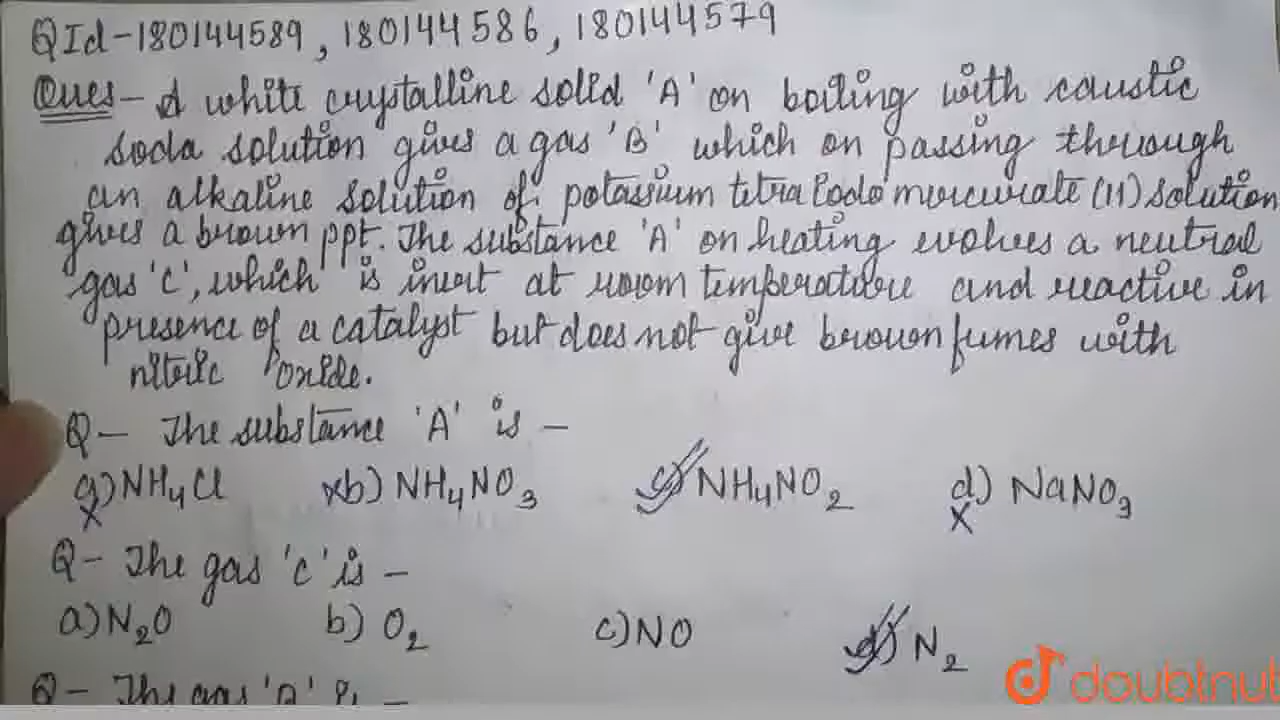 QId-180144589, 180144586, 180144579
Ques- A white crystalline solid 'A' on boiling with caustic
soda solution gives a gas 'B' which on passing through
an alkaline solution of potassium tetraiodomercurate (II) solution
gives a brown ppt. The substance 'A' on heating evolves a neutral
gas 'C', which is inert at room temperature and reactive in
presence of a catalyst but does not give brown fumes with
nitric oxide.
Q- The substance 'A' is -
a) NH4Cl b) NH4NO3 c) NH4NO2 d) NaNO3
Q- The gas 'C' is -
a) N2O b) O2 c) NO d) N2
Q- The gas
doubtnut